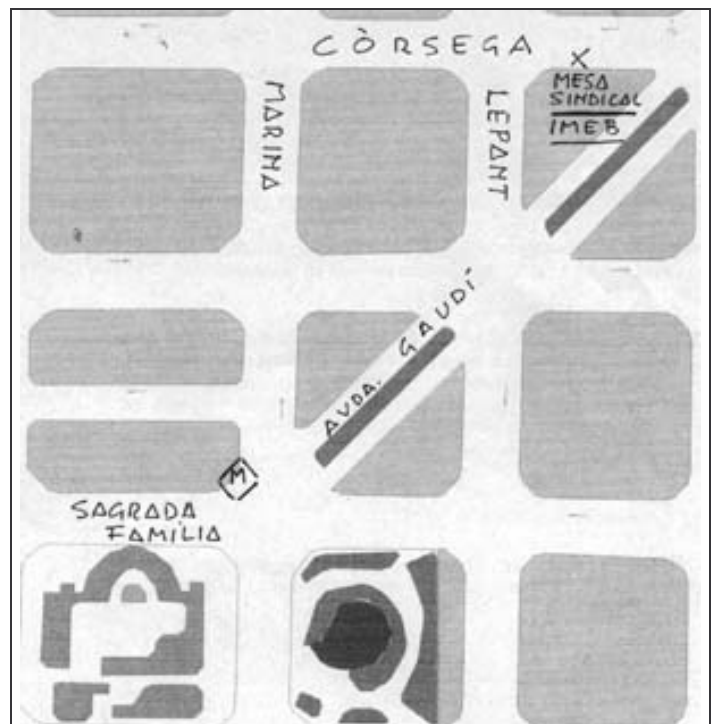 CÒRSEGA
X
MESA
SINDICAL
IMEB
MARINA
LEPANT
AVDA. GAUDÍ
M
SAGRADA
FAMÍLIA